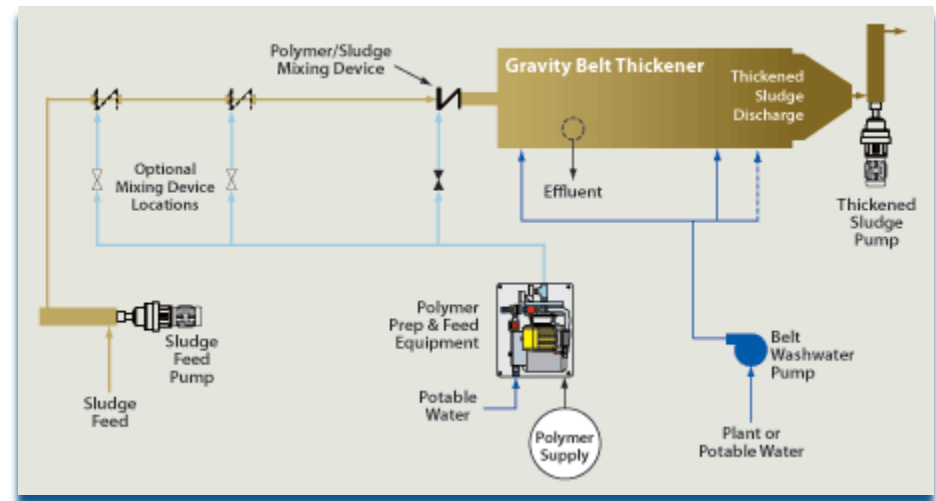 Polymer/Sludge
Mixing Device
Gravity Belt Thickener
Thickened
Sludge
Discharge
Optional
Mixing Device
Locations
Effluent
Thickened
Sludge
Pump
Polymer
Prep & Feed
Equipment
Sludge
Feed
Pump
Belt
Washwater
Pump
Sludge
Feed
Potable
Water
Polymer
Supply
Plant or
Potable Water